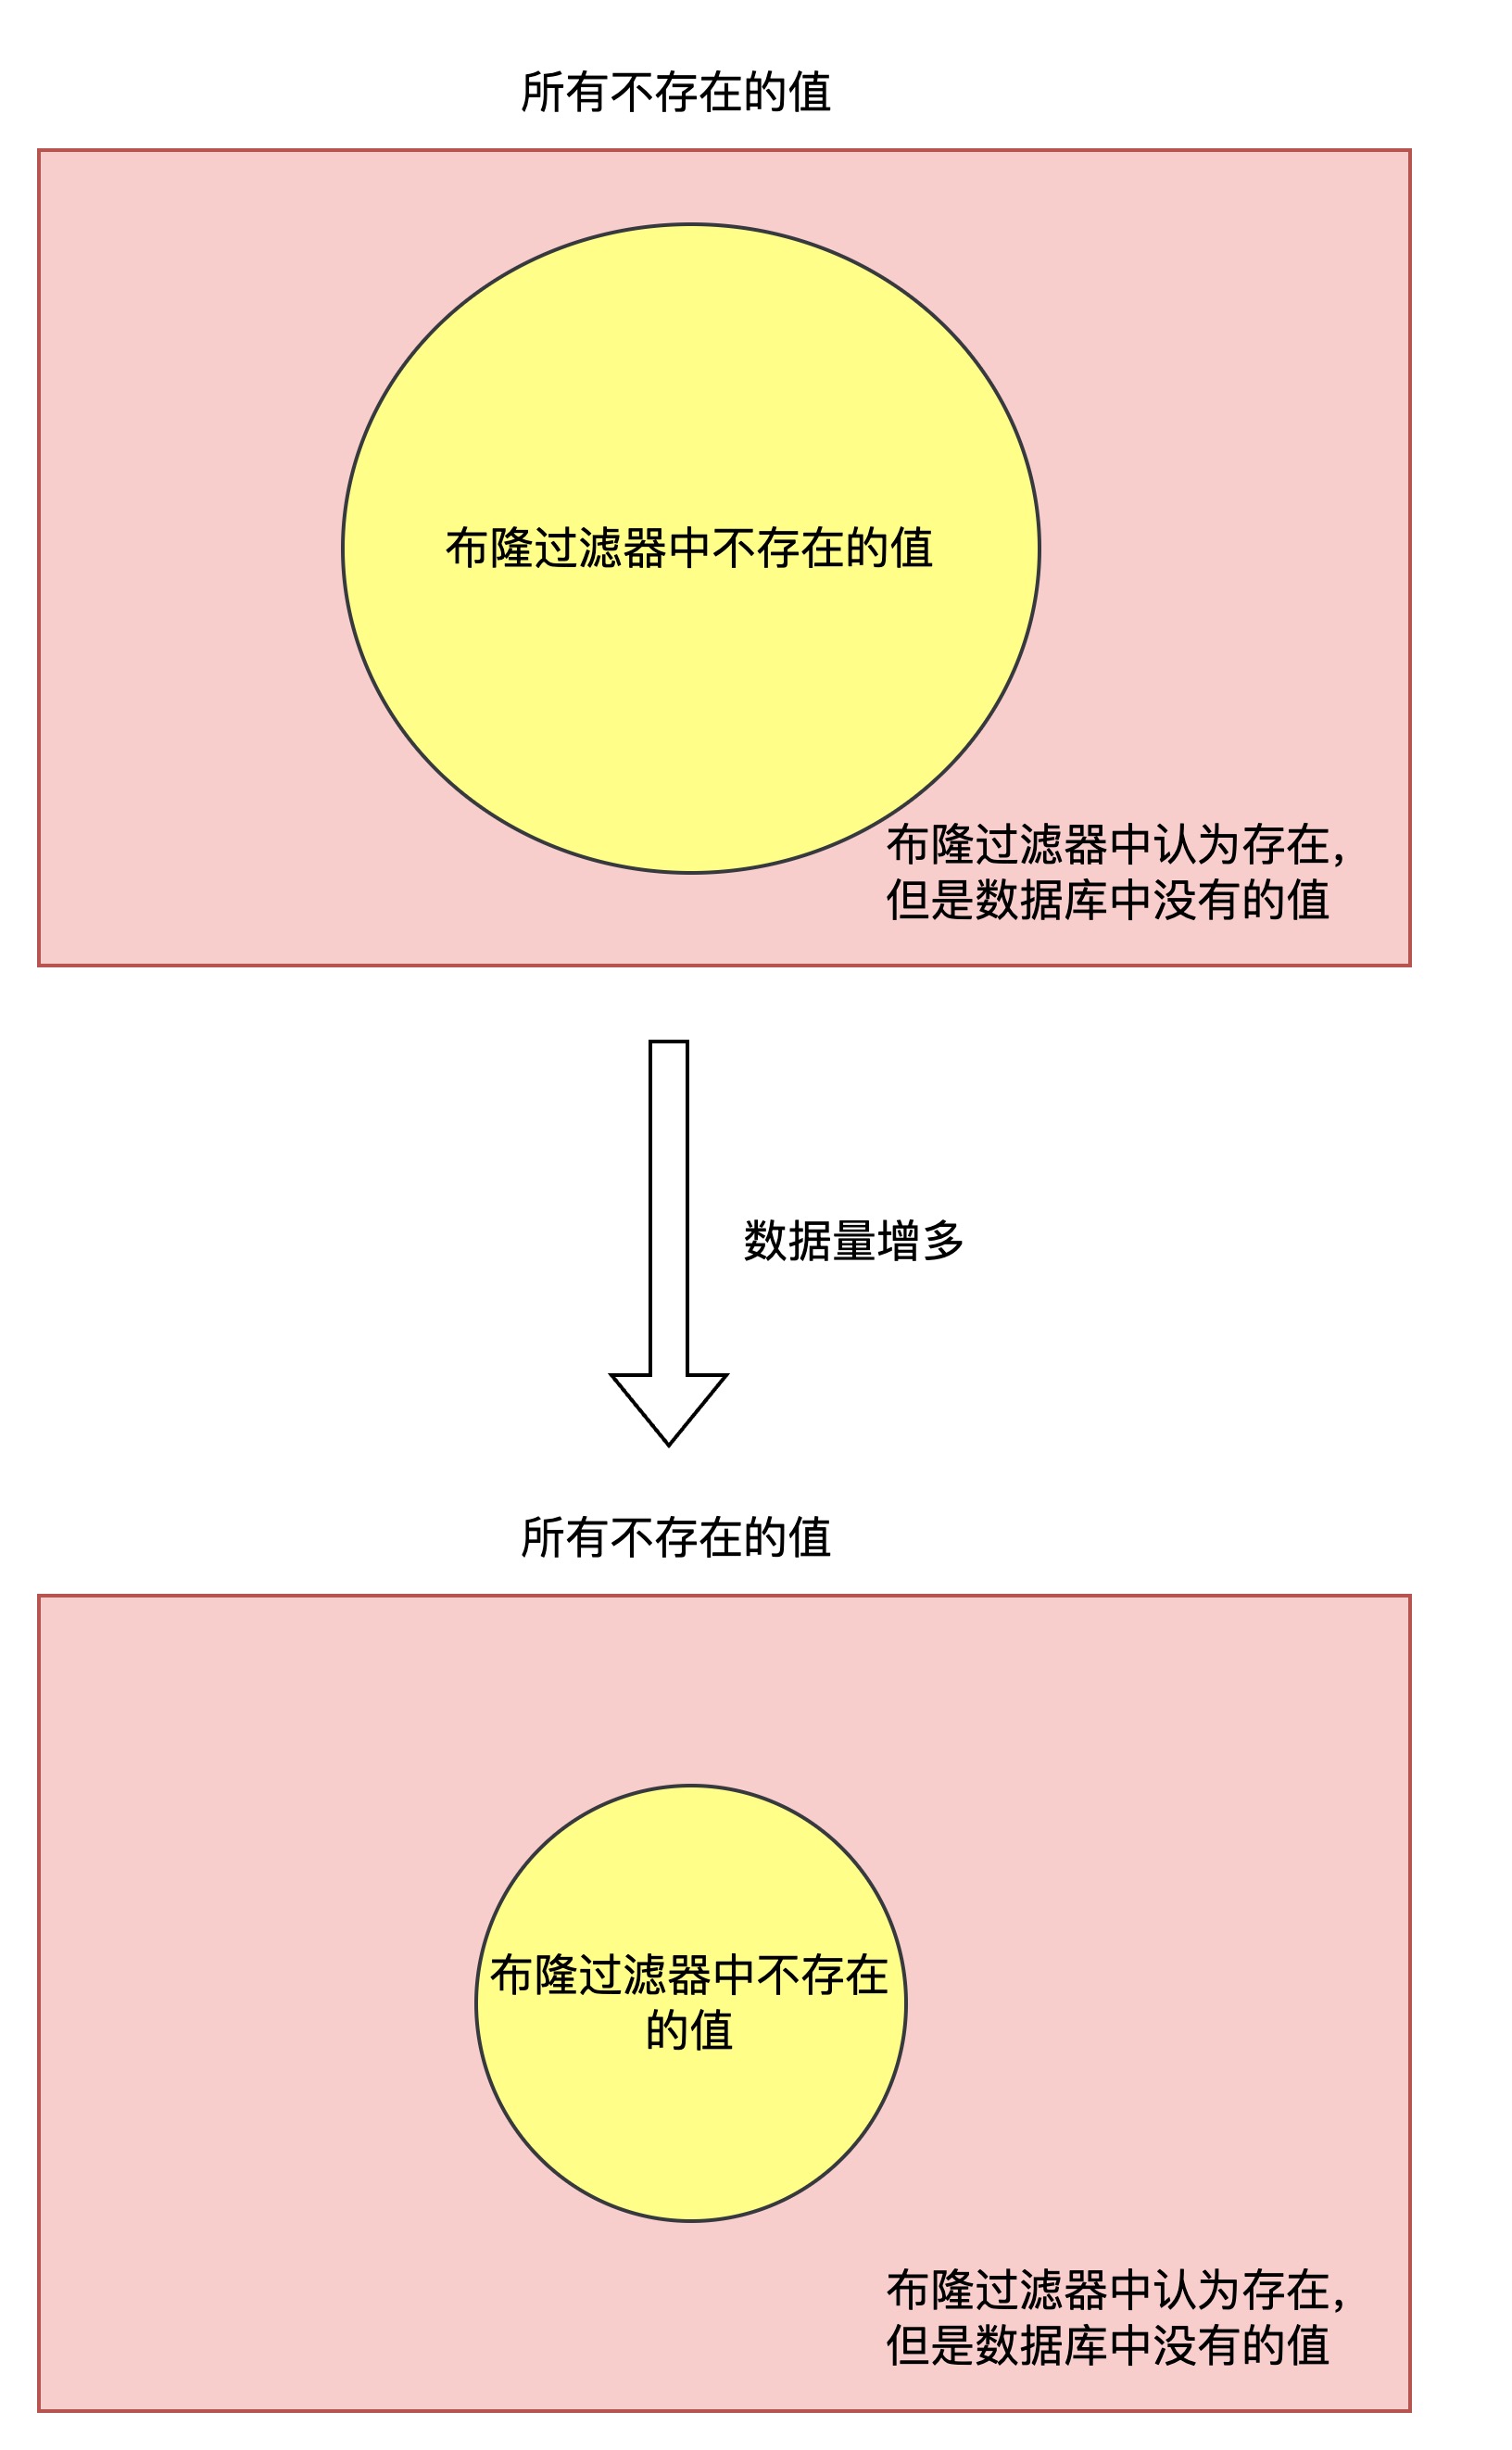 所有不存在的值
布隆过滤器中不存在的值
布隆过滤器中认为存在，
但是数据库中没有的值
数据量增多
所有不存在的值
布隆过滤器中不存在
的值
布隆过滤器中认为存在，
但是数据库中没有的值